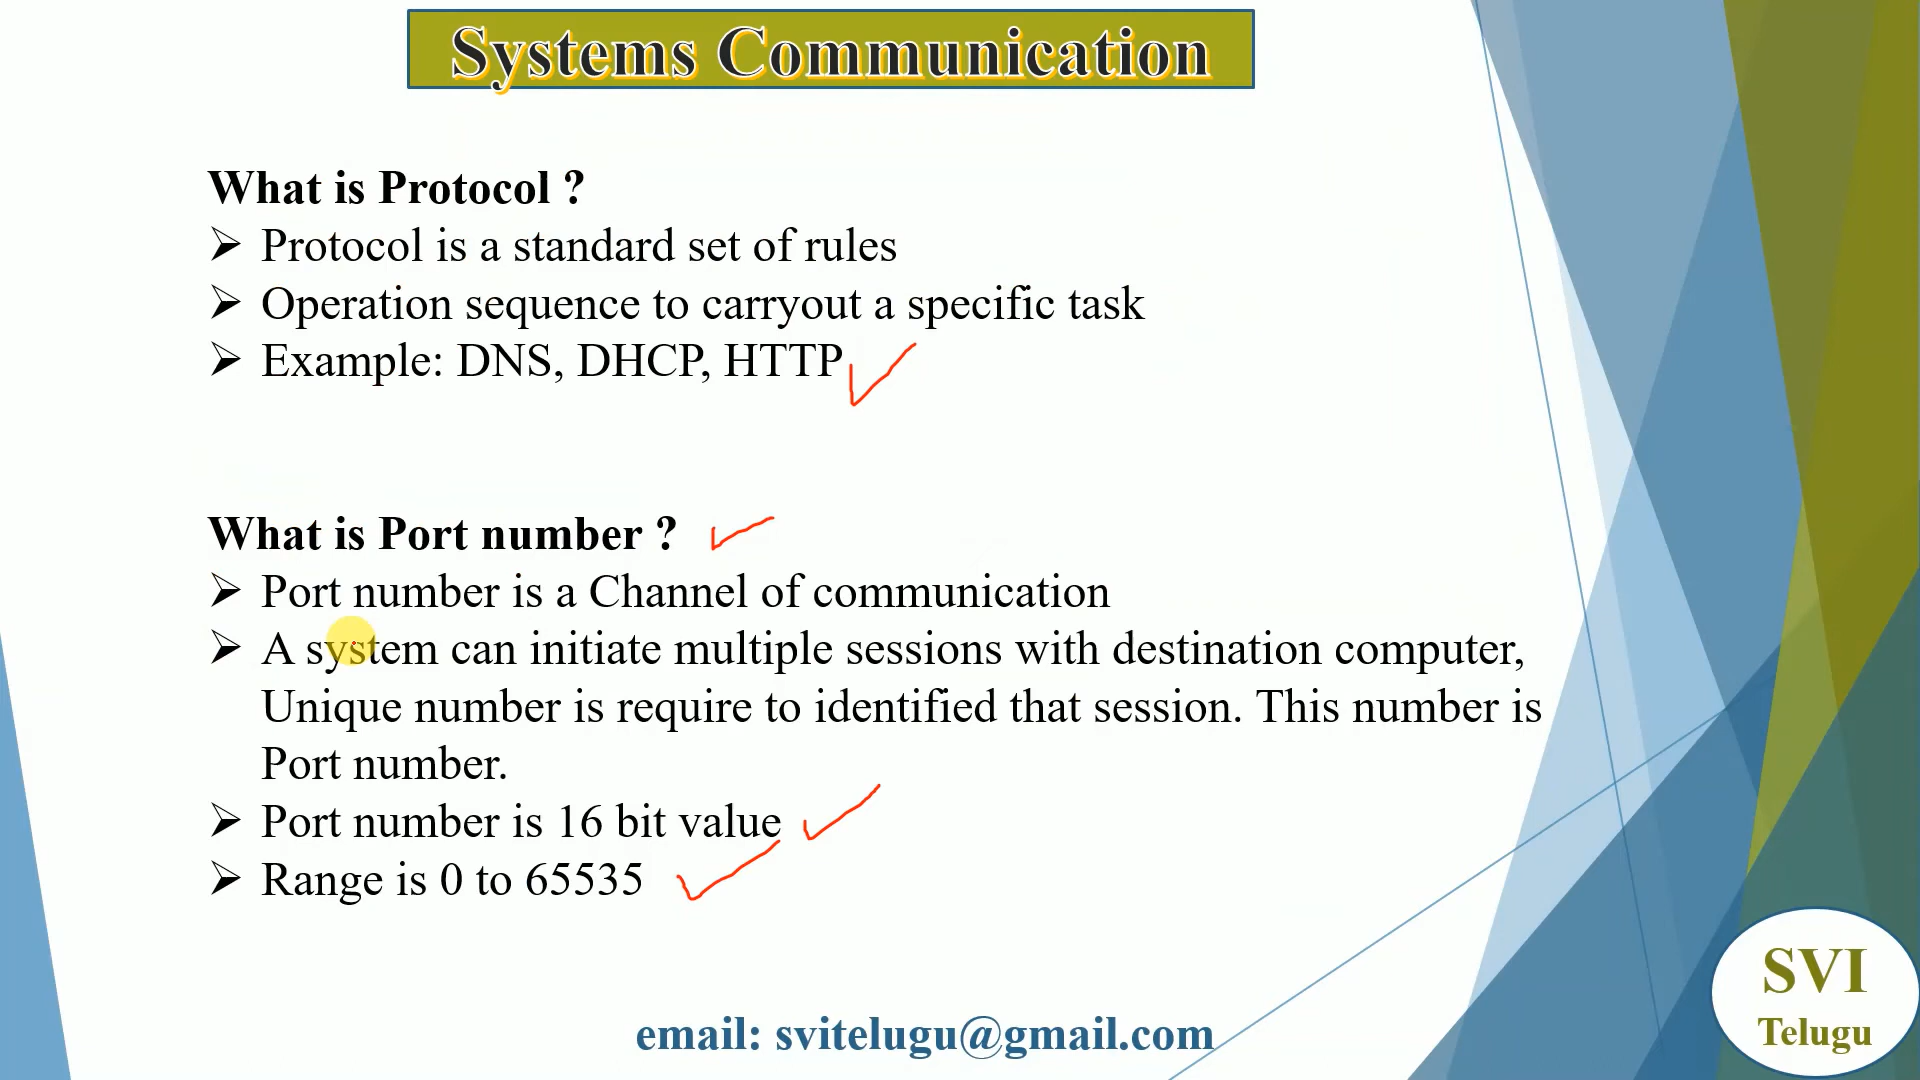 Systems Communication
What is Protocol ?
Protocol is a standard set of rules
Operation sequence to carryout a specific task
Example: DNS, DHCP, HTTP
What is Port number ?
Port number is a Channel of communication
A system can initiate multiple sessions with destination computer,
Unique number is require to identified that session. This number is
Port number.
Port number is 16 bit value
Range is 0 to 65535
SVI
Telugu
email: svitelugu@gmail.com